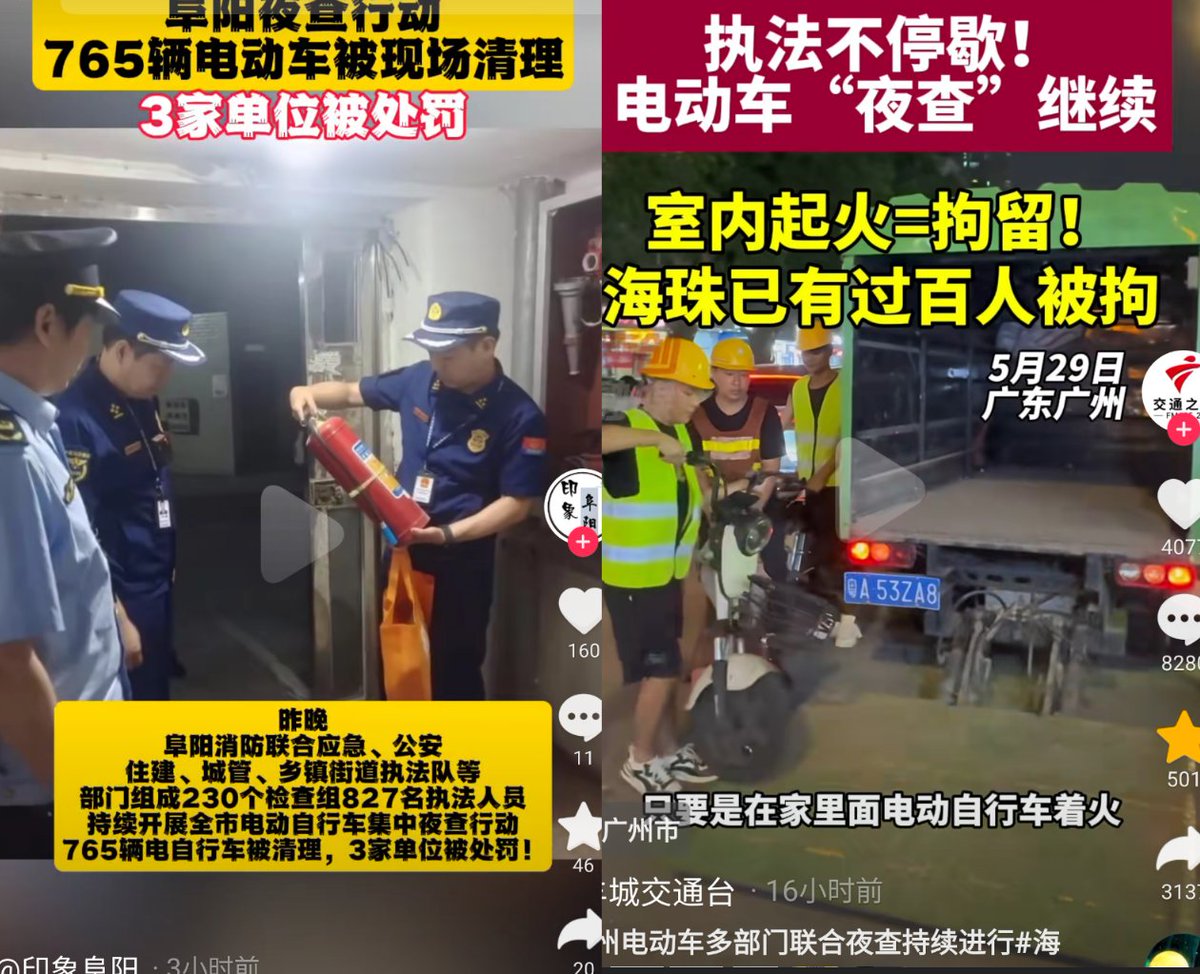 阜阳夜查行动
765辆电动车被现场清理
3家单位被处罚
印象
阜阳
160
11
46
20
昨晚
阜阳消防联合应急、公安
住建、城管、乡镇街道执法队等
部门组成230个检查组827名执法人员
持续开展全市电动自行车集中夜查行动
765辆电自行车被清理，3家单位被处罚！
@印象阜阳 · 3小时前
执法不停歇！
电动车“夜查”继续
室内起火=拘留！
海珠已有过百人被拘
5月29日
广东广州
交通之
粤A 53ZA8
4077
8280
501
3137
只要是在家里面电动自行车着火
广州市
城交通台 · 16小时前
州电动车多部门联合夜查持续进行#海